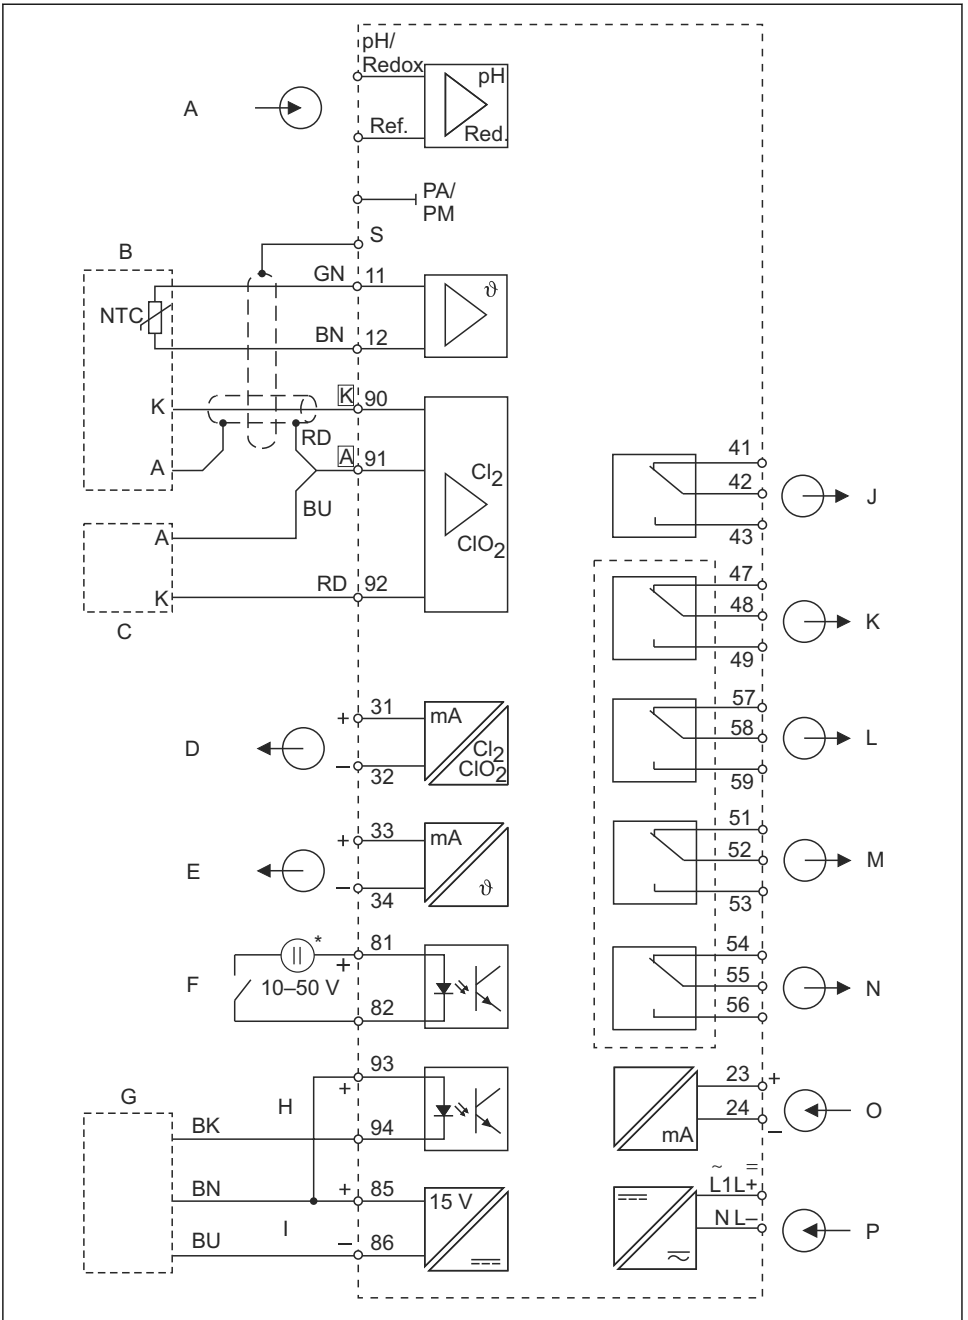 pH/
Redox
pH
A
Ref.
Red.
PA/
PM
S
B
GN
11
ϑ
NTC
BN
12
K
K
90
RD
A
A
91
Cl2
BU
ClO2
A
K
RD
92
C
41
42
J
43
47
48
K
49
57
58
L
59
51
52
M
53
54
55
N
56
D
+
31
mA
Cl2
ClO2
–
32
E
+
33
mA
ϑ
–
34
F
*
+
81
10–50 V
82
93
+
G
H
BK
94
BN
+
85
15 V
I
BU
–
86
23
+
24
O
mA
–
~ =
L1 L+
N L–
P